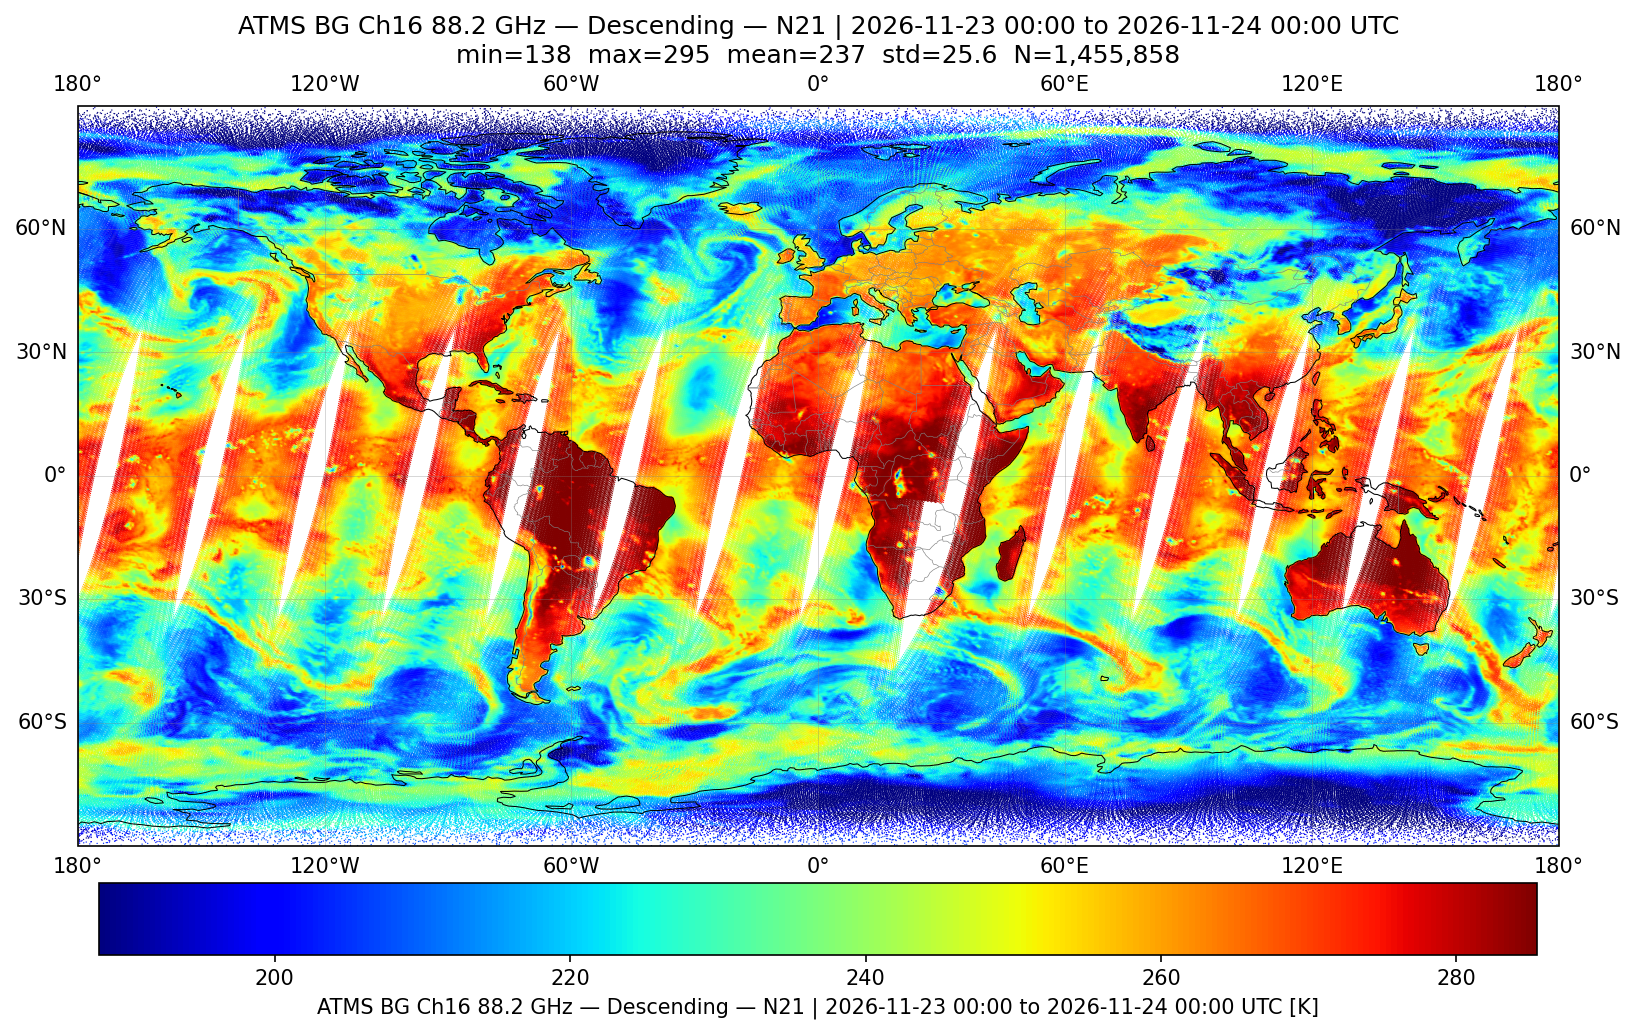 ATMS BG Ch16 88.2 GHz — Descending — N21 | 2026-11-23 00:00 to 2026-11-24 00:00 UTC
min=138 max=295 mean=237 std=25.6 N=1,455,858
180° 120°W 60°W 0° 60°E 120°E 180°
60°N 60°N
30°N 30°N
0° 0°
30°S 30°S
60°S 60°S
180° 120°W 60°W 0° 60°E 120°E 180°
200 220 240 260 280
ATMS BG Ch16 88.2 GHz — Descending — N21 | 2026-11-23 00:00 to 2026-11-24 00:00 UTC [K]